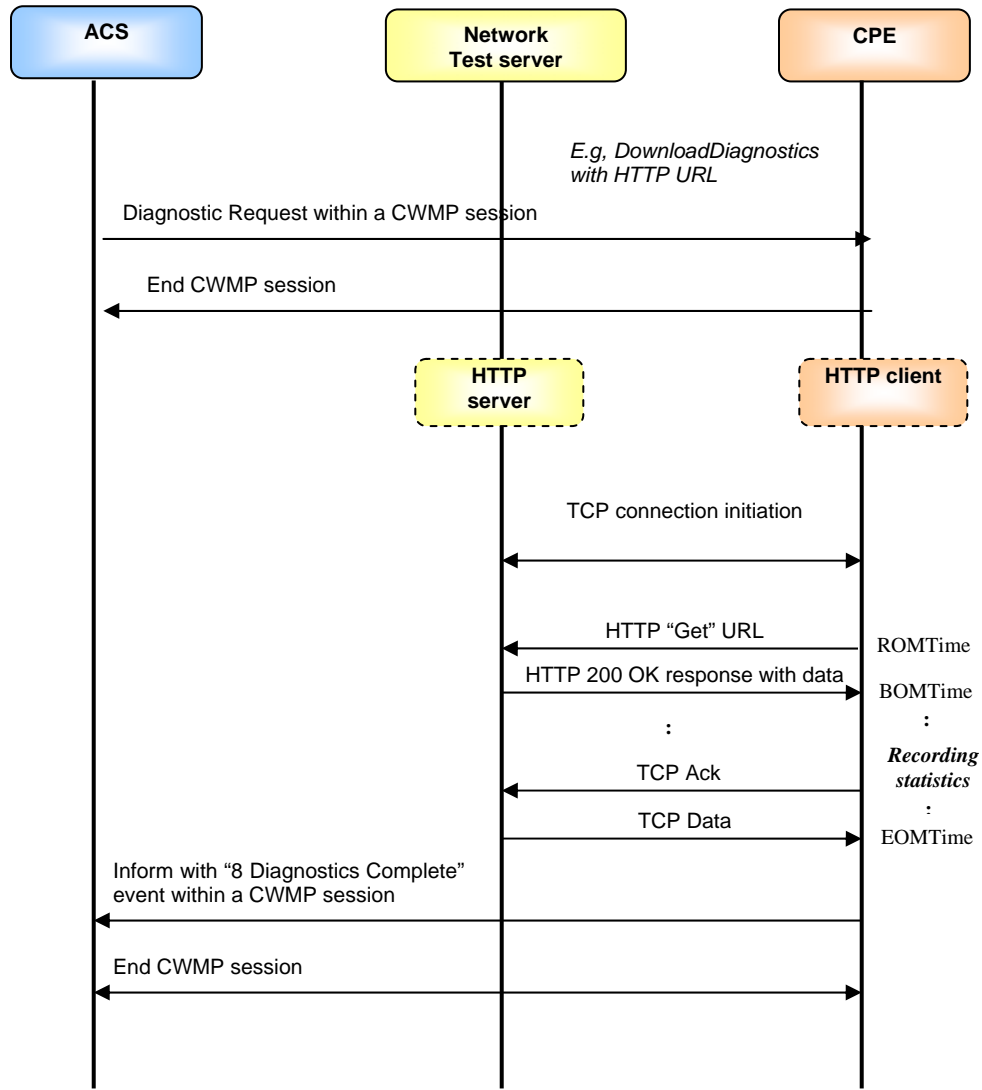 ACS
Network
Test server
CPE
E.g, DownloadDiagnostics
with HTTP URL
Diagnostic Request within a CWMP session
End CWMP session
HTTP
server
HTTP client
TCP connection initiation
HTTP “Get” URL
ROMTime
HTTP 200 OK response with data
BOMTime
:
:
Recording
statistics
TCP Ack
:
TCP Data
EOMTime
Inform with “8 Diagnostics Complete”
event within a CWMP session
End CWMP session